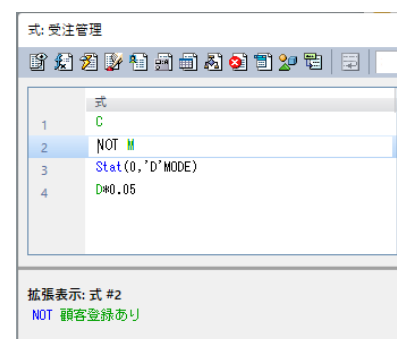 式: 受注管理
式
1 C
2 NOT M
3 Stat(0,'D'MODE)
4 D*0.05
拡張表示: 式 #2
NOT 顧客登録あり